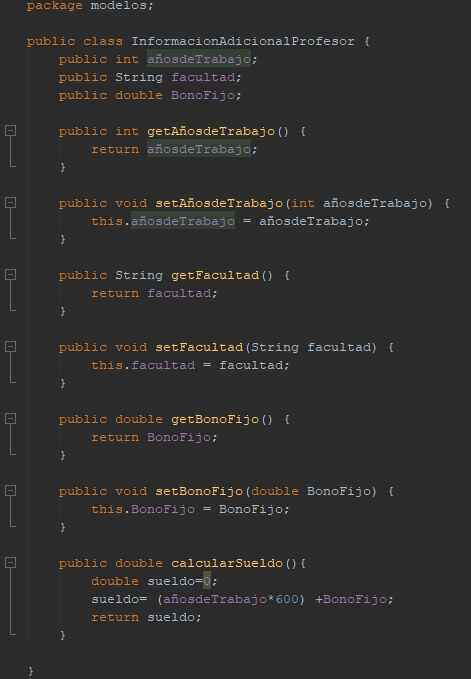 package modelos;
public class InformacionAdicionalProfesor {
public int añosdeTrabajo;
public String facultad;
public double BonoFijo;
public int getAñosdeTrabajo() {
return añosdeTrabajo;
}
public void setAñosdeTrabajo(int añosdeTrabajo) {
this.añosdeTrabajo = añosdeTrabajo;
}
public String getFacultad() {
return facultad;
}
public void setFacultad(String facultad) {
this.facultad = facultad;
}
public double getBonoFijo() {
return BonoFijo;
}
public void setBonoFijo(double BonoFijo) {
this.BonoFijo = BonoFijo;
}
public double calcularSueldo(){
double sueldo=0;
sueldo= (añosdeTrabajo*600) +BonoFijo;
return sueldo;
}
}